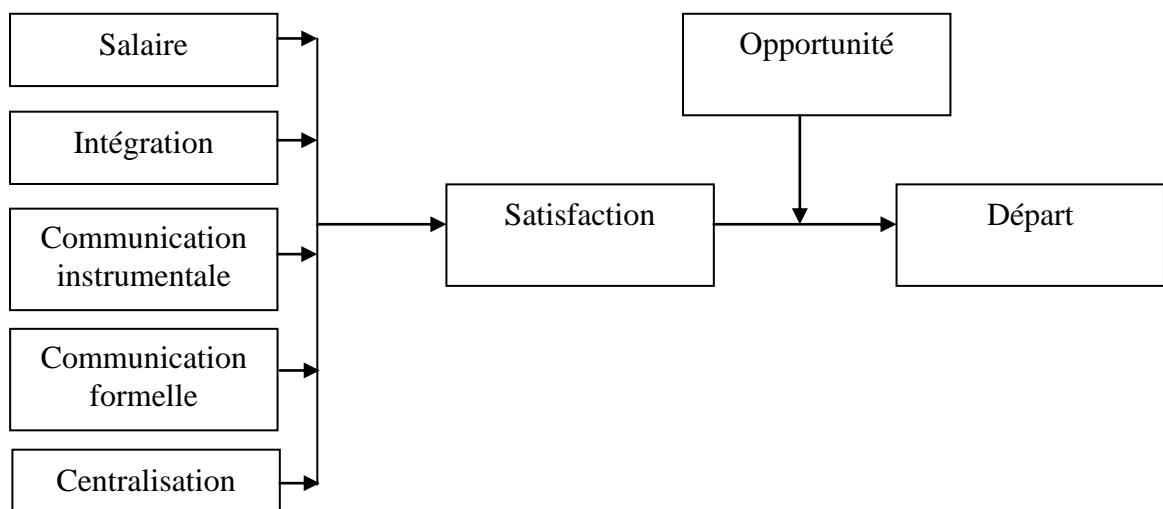 Salaire
Opportunité
Intégration
Satisfaction
Départ
Communication
instrumentale
Communication
formelle
Centralisation